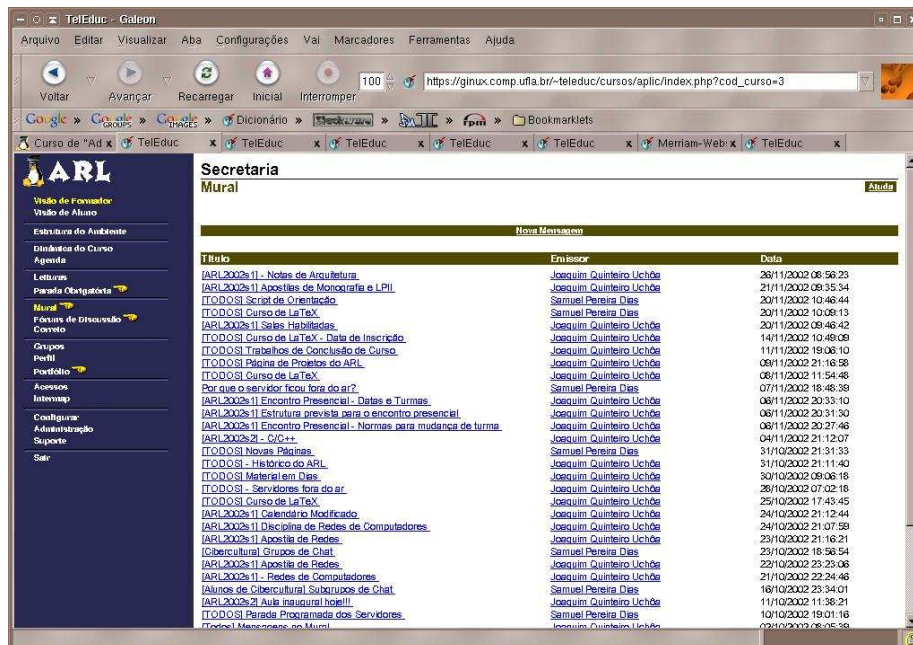 TelEduc - Galeon
Arquivo Editar Visualizar Aba Configurações Vai Marcadores Ferramentas Ajuda
Voltar Avançar Recarregar Inicial Interromper 100 https://ginux.comp.ufla.br/~teleduc/cursos/aplic/index.php?cod_curso=3
Google » GROUPS » IMAGES » Dicionário » » » rpm » Bookmarklets
Curso de "Ad x TelEduc x TelEduc x TelEduc x TelEduc x Merriam-Web: x TelEduc x
ARL
Visão de Formador
Visão de Aluno
Estrutura do Ambiente
Dinâmica do Curso
Agenda
Leituras
Parada Obrigatória
Mural
Fóruns de Discussão
Correio
Grupos
Perfil
Portfólio
Acessos
Intermap
Configurar
Administração
Suporte
Sair
Secretaria
Mural
Ajuda
Nova Mensagem
Título Emissor Data
[ARL2002s1] - Notas de Arquitetura Joaquim Quinteiro Uchôa 26/11/2002 08:56:23
[ARL2002s1] Apostilas de Monografia e LPII Joaquim Quinteiro Uchôa 21/11/2002 09:35:34
[TODOS] Script de Orientação Samuel Pereira Dias 20/11/2002 10:46:44
[TODOS] Curso de LaTeX Samuel Pereira Dias 20/11/2002 10:09:13
[ARL2002s1] Salas Habilitadas Joaquim Quinteiro Uchôa 20/11/2002 09:46:42
[TODOS] Curso de LaTeX - Data de Inscrição Joaquim Quinteiro Uchôa 14/11/2002 10:49:09
[TODOS] Trabalhos de Conclusão de Curso Joaquim Quinteiro Uchôa 11/11/2002 19:06:10
[TODOS] Página de Projetos do ARL Joaquim Quinteiro Uchôa 09/11/2002 21:16:58
[TODOS] Curso de LaTeX Joaquim Quinteiro Uchôa 08/11/2002 11:54:48
Por que o servidor ficou fora do ar? Samuel Pereira Dias 07/11/2002 18:48:39
[ARL2002s1] Encontro Presencial - Datas e Turmas Joaquim Quinteiro Uchôa 06/11/2002 20:33:10
[ARL2002s1] Estrutura prevista para o encontro presencial Joaquim Quinteiro Uchôa 06/11/2002 20:31:30
[ARL2002s1] Encontro Presencial - Normas para mudança de turma Joaquim Quinteiro Uchôa 06/11/2002 20:27:46
[ARL2002s2] - C/C++ Joaquim Quinteiro Uchôa 04/11/2002 21:12:07
[TODOS] Novas Páginas Samuel Pereira Dias 31/10/2002 21:31:33
[TODOS] - Histórico do ARL Joaquim Quinteiro Uchôa 31/10/2002 21:11:40
[TODOS] Material em Dias Joaquim Quinteiro Uchôa 30/10/2002 09:06:18
[TODOS] - Servidores fora do ar Joaquim Quinteiro Uchôa 26/10/2002 07:02:18
[TODOS] Curso de LaTeX Joaquim Quinteiro Uchôa 25/10/2002 17:43:45
[ARL2002s1] Calendário Modificado Joaquim Quinteiro Uchôa 24/10/2002 21:12:44
[ARL2002s1] Disciplina de Redes de Computadores Joaquim Quinteiro Uchôa 24/10/2002 21:07:59
[ARL2002s1] Apostila de Redes Joaquim Quinteiro Uchôa 23/10/2002 21:16:21
[Cibercultura] Grupos de Chat Samuel Pereira Dias 23/10/2002 18:56:54
[ARL2002s1] Apostila de Redes Joaquim Quinteiro Uchôa 22/10/2002 23:23:06
[ARL2002s1] - Redes de Computadores Joaquim Quinteiro Uchôa 21/10/2002 22:24:46
[Alunos de Cibercultura] Subgrupos de Chat Samuel Pereira Dias 16/10/2002 23:34:01
[ARL2002s2] Aula inaugural hoje!!! Joaquim Quinteiro Uchôa 11/10/2002 11:38:21
[TODOS] Parada Programada dos Servidores Samuel Pereira Dias 10/10/2002 19:01:16
[Todos] Mensagens no Mural Joaquim Quinteiro Uchôa 02/10/2002 08:05:39